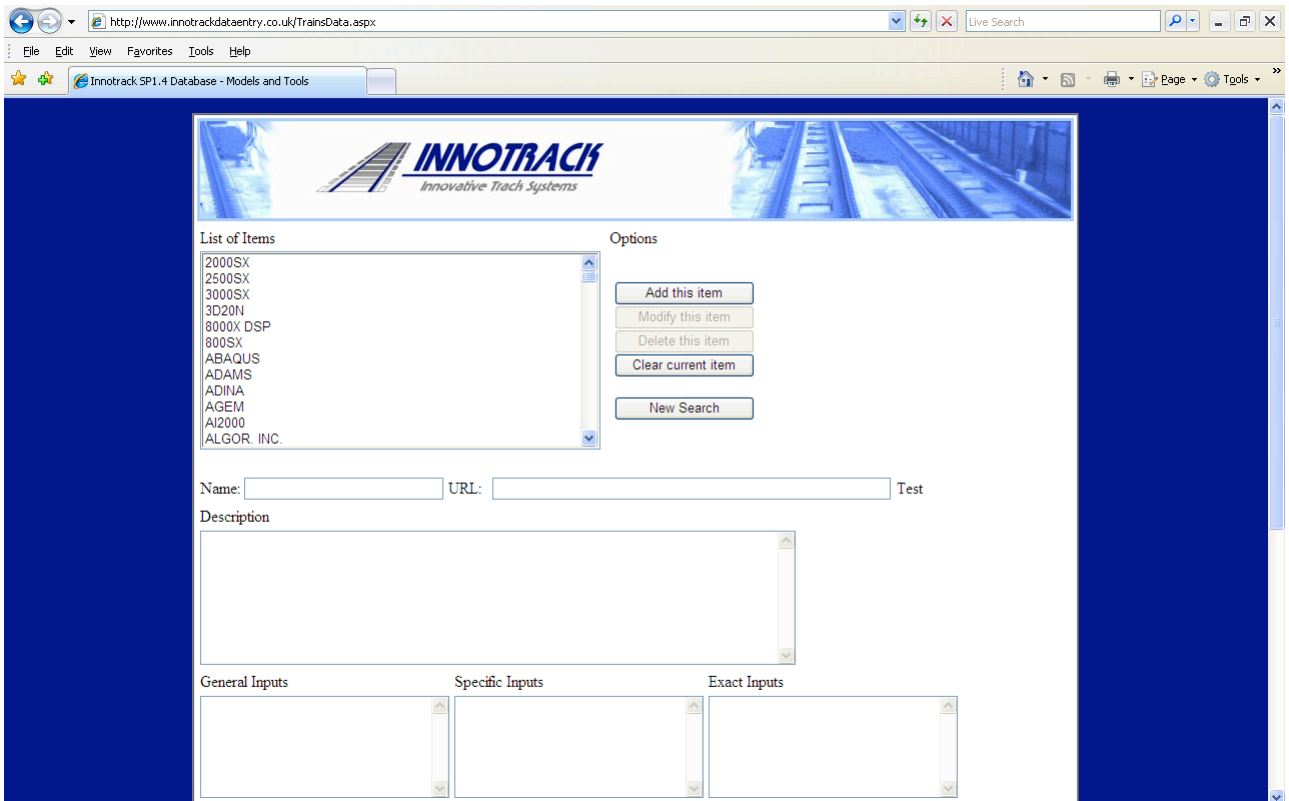 http://www.innotrackdataentry.co.uk/TrainsData.aspx
Live Search
File Edit View Favorites Tools Help
Innotrack SP1.4 Database - Models and Tools
Page Tools »
INNOTRACK
Innovative Track Systems
List of Items
Options
2000SX
2500SX
3000SX
3D20N
8000X DSP
800SX
ABAQUS
ADAMS
ADINA
AGEM
AI2000
ALGOR. INC.
Add this item
Modify this item
Delete this item
Clear current item
New Search
Name:
URL:
Test
Description
General Inputs
Specific Inputs
Exact Inputs